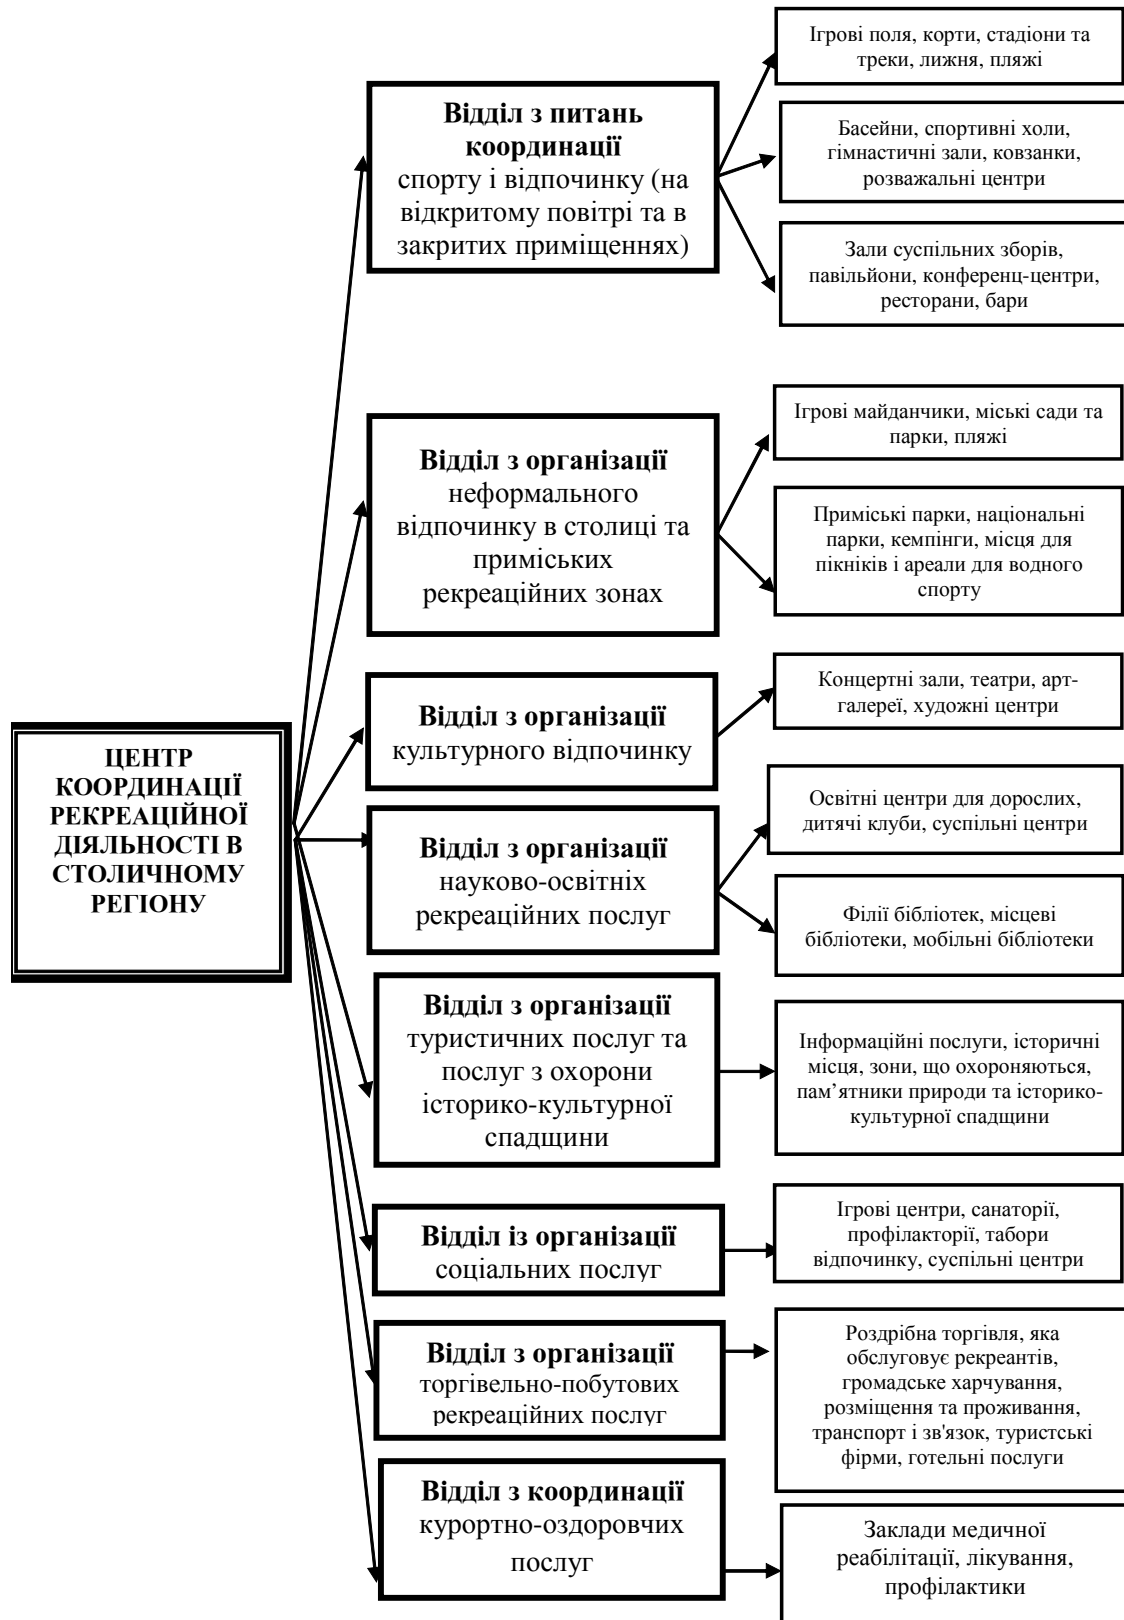 ЦЕНТР
КООРДИНАЦІЇ
РЕКРЕАЦІЙНОЇ
ДІЯЛЬНОСТІ В
СТОЛИЧНОМУ
РЕГІОНУ
Відділ з питань
координації
спорту і відпочинку (на
відкритому повітрі та в
закритих приміщеннях)
Ігрові поля, корти, стадіони та
треки, лижня, пляжі
Басейни, спортивні холи,
гімнастичні зали, ковзанки,
розважальні центри
Зали суспільних зборів,
павільйони, конференц-центри,
ресторани, бари
Відділ з організації
неформального
відпочинку в столиці та
приміських
рекреаційних зонах
Ігрові майданчики, міські сади та
парки, пляжі
Приміські парки, національні
парки, кемпінги, місця для
пікніків і ареали для водного
спорту
Відділ з організації
культурного відпочинку
Концертні зали, театри, арт-
галереї, художні центри
Відділ з організації
науково-освітніх
рекреаційних послуг
Освітні центри для дорослих,
дитячі клуби, суспільні центри
Філії бібліотек, місцеві
бібліотеки, мобільні бібліотеки
Відділ з організації
туристичних послуг та
послуг з охорони
історико-культурної
спадщини
Інформаційні послуги, історичні
місця, зони, що охороняються,
пам’ятники природи та історико-
культурної спадщини
Відділ із організації
соціальних послуг
Ігрові центри, санаторії,
профілакторії, табори
відпочинку, суспільні центри
Відділ з організації
торгівельно-побутових
рекреаційних послуг
Роздрібна торгівля, яка
обслуговує рекреантів,
громадське харчування,
розміщення та проживання,
транспорт і зв'язок, туристські
фірми, готельні послуги
Відділ з координації
курортно-оздоровчих
послуг
Заклади медичної
реабілітації, лікування,
профілактики